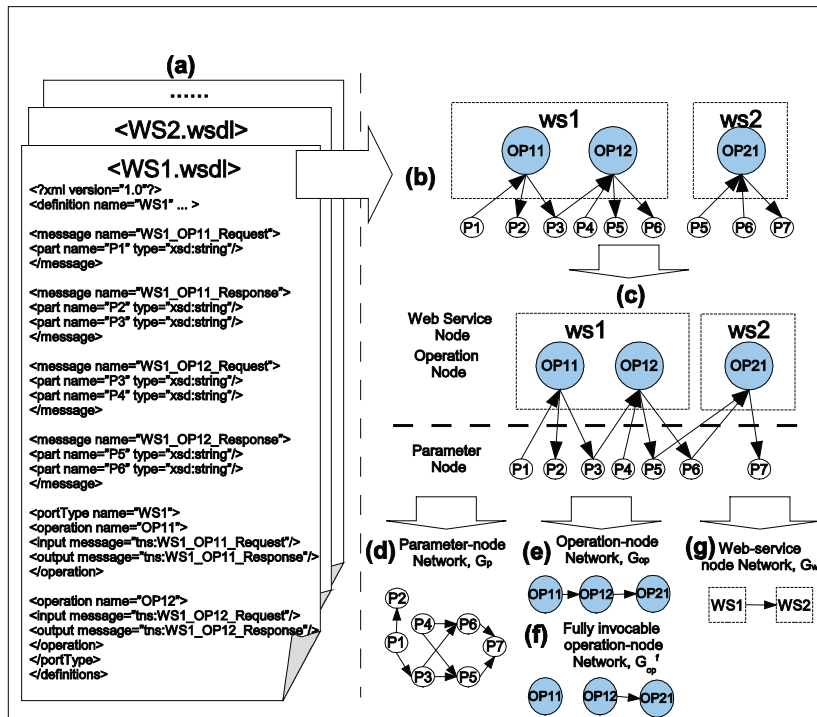 (a)
......
<WS2.wsdl>
<WS1.wsdl>
<?xml version="1.0"?>
<definition name="WS1" ... >
<message name="WS1_OP11_Request">
<part name="P1" type="xsd:string"/>
</message>
<message name="WS1_OP11_Response">
<part name="P2" type="xsd:string"/>
<part name="P3" type="xsd:string"/>
</message>
<message name="WS1_OP12_Request">
<part name="P3" type="xsd:string"/>
<part name="P4" type="xsd:string"/>
</message>
<message name="WS1_OP12_Response">
<part name="P5" type="xsd:string"/>
<part name="P6" type="xsd:string"/>
</message>
<portType name="WS1">
<operation name="OP11">
<input message="tns:WS1_OP11_Request"/>
<output message="tns:WS1_OP11_Response"/>
</operation>
<operation name="OP12">
<input message="tns:WS1_OP12_Request"/>
<output message="tns:WS1_OP12_Response"/>
</operation>
</portType>
</definitions>
(b)
ws1 ws2
OP11 OP12 OP21
P1 P2 P3 P4 P5 P6 P5 P6 P7
(c)
Web Service
Node
Operation
Node
ws1 ws2
OP11 OP12 OP21
Parameter
Node
P1 P2 P3 P4 P5 P6 P7
(d) Parameter-node
Network, Gp
P2
P4 P6
P1 P7
P3 P5
(e) Operation-node
Network, Gop
OP11 OP12 OP21
(f) Fully invocable
operation-node
Network, Gop f
OP11 OP12 OP21
(g) Web-service
node Network, Gw
WS1 WS2